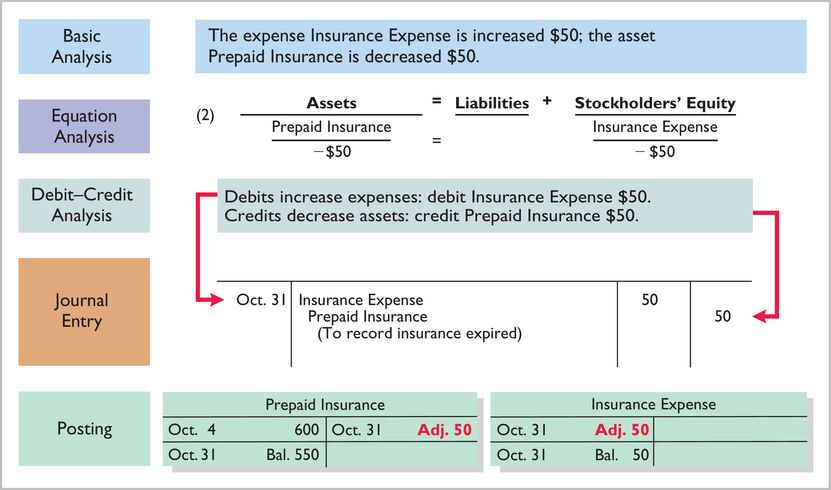 Basic
Analysis
The expense Insurance Expense is increased $50; the asset
Prepaid Insurance is decreased $50.
Equation
Analysis
(2)
Assets = Liabilities + Stockholders' Equity
Prepaid Insurance = Insurance Expense
−$50 − $50
Debit–Credit
Analysis
Debits increase expenses: debit Insurance Expense $50.
Credits decrease assets: credit Prepaid Insurance $50.
Journal
Entry
Oct. 31 Insurance Expense 50
Prepaid Insurance 50
(To record insurance expired)
Posting
Prepaid Insurance
Oct. 4 600 Oct. 31 Adj. 50
Oct. 31 Bal. 550
Insurance Expense
Oct. 31 Adj. 50
Oct. 31 Bal. 50